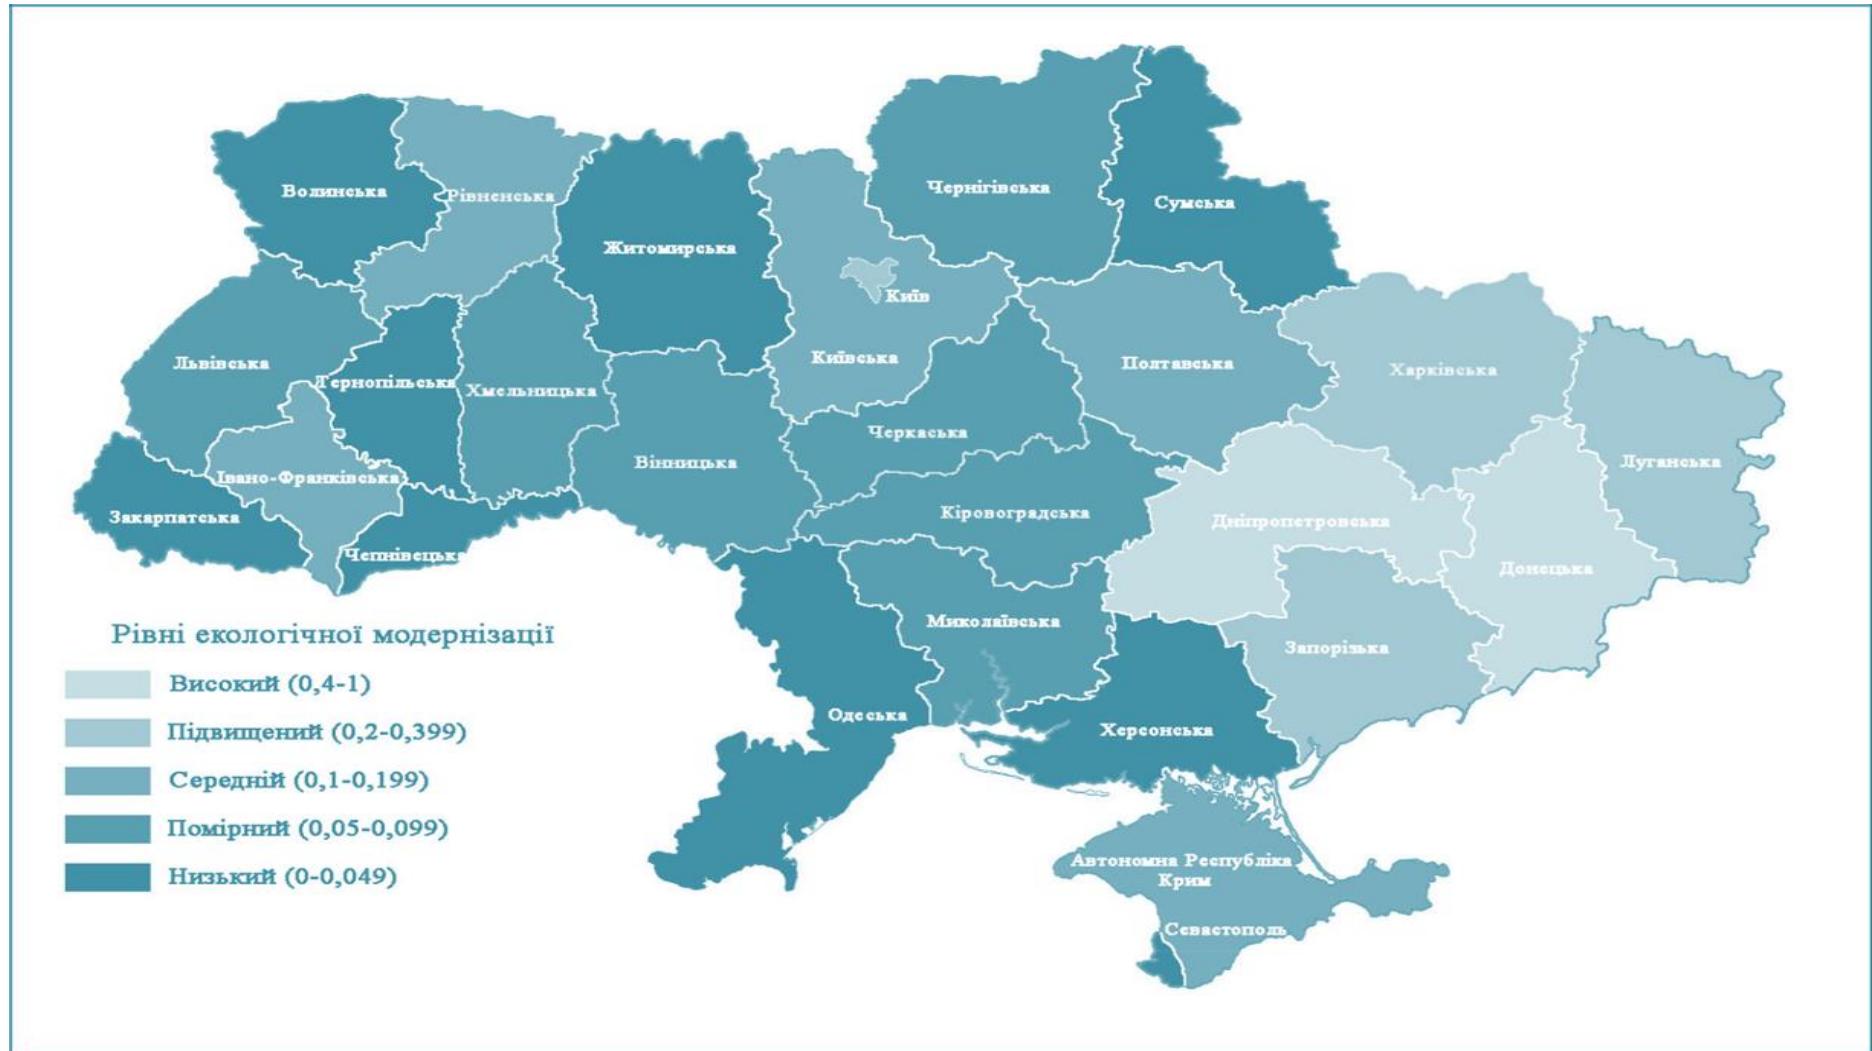 Волинська
Рівненська
Житомирська
Чернігівська
Сумська
Київ
Київська
Львівська
Тернопільська
Хмельницька
Полтавська
Харківська
Черкаська
Вінницька
Луганська
Івано-Франківська
Закарпатська
Чепнівецька
Кіровоградська
Дніпропетровська
Донецька
Миколаївська
Запорізька
Одеська
Херсонська
Автономна Республіка
Крим
Севастополь
Рівні екологічної модернізації
Високий (0,4-1)
Підвищений (0,2-0,399)
Середній (0,1-0,199)
Помірний (0,05-0,099)
Низький (0-0,049)